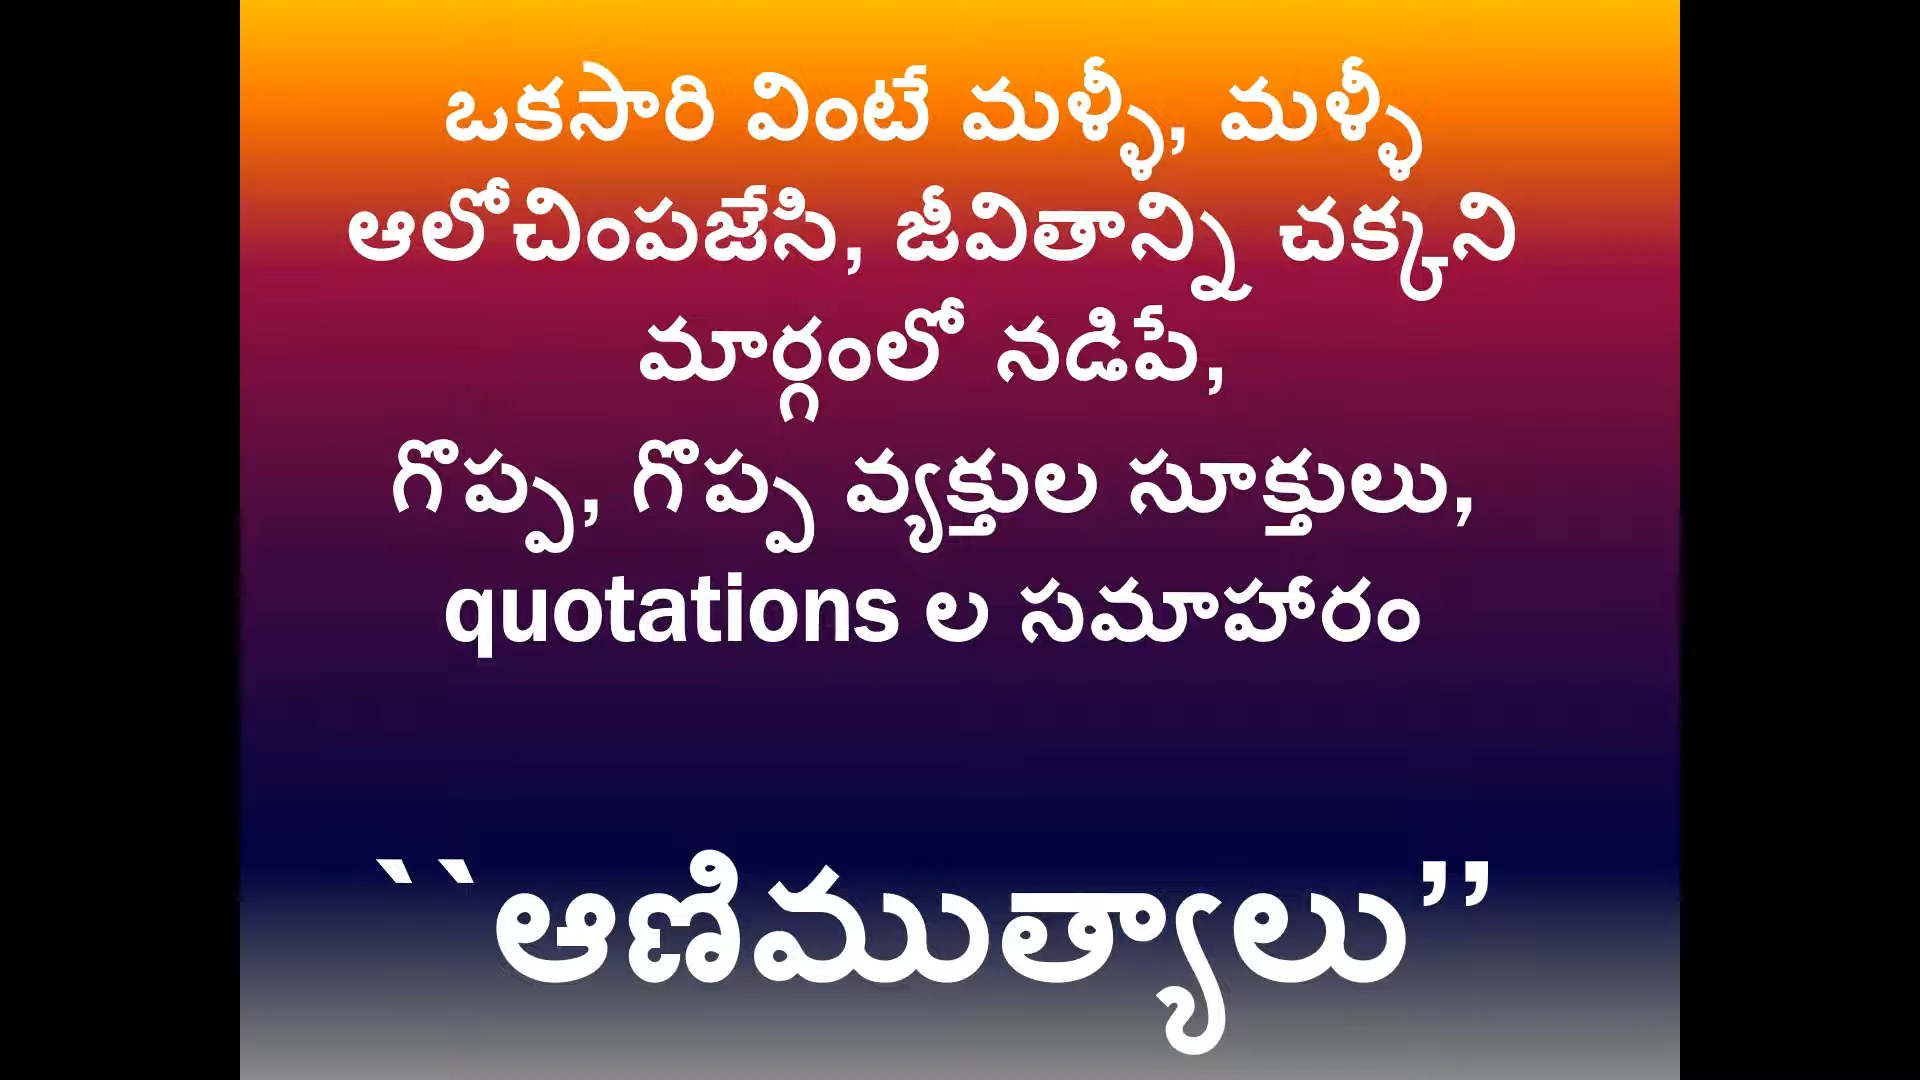 ఒకసారి వింటే మళ్ళీ, మళ్ళీ
ఆలోచింపజేసి, జీవితాన్ని చక్కని
మార్గంలో నడిపే,
గొప్ప, గొప్ప వ్యక్తుల సూక్తులు,
quotations ల సమాహారం
``ఆణిముత్యాలు’’